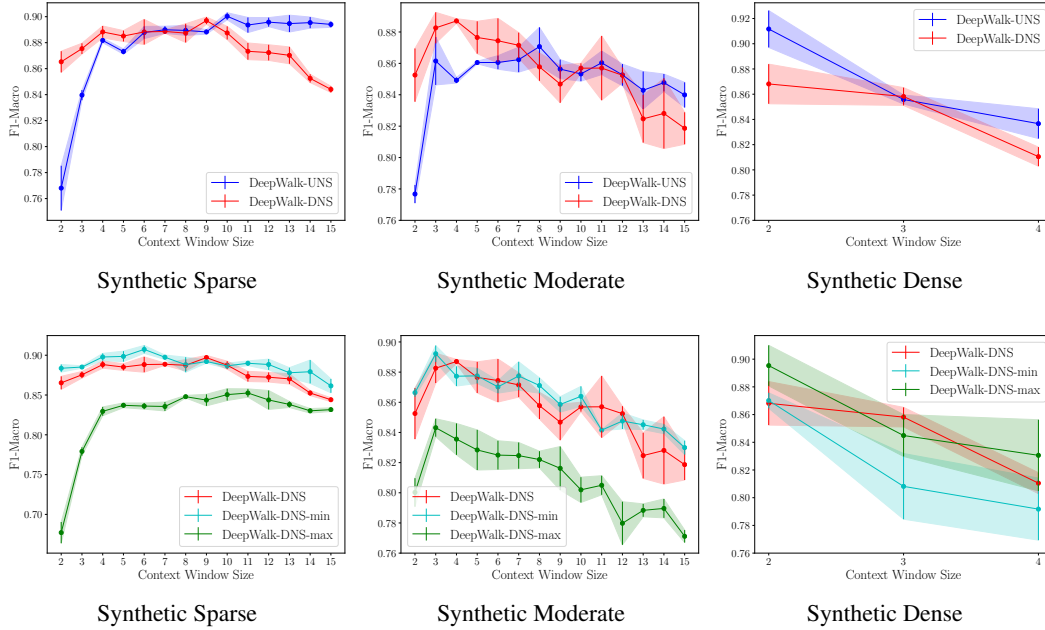 0.90
0.88
0.86
0.84
0.82
0.80
0.78
0.76
F1-Macro
2 3 4 5 6 7 8 9 10 11 12 13 14 15
Context Window Size
DeepWalk-UNS
DeepWalk-DNS
Synthetic Sparse
0.88
0.86
0.84
0.82
0.80
0.78
0.76
F1-Macro
2 3 4 5 6 7 8 9 10 11 12 13 14 15
Context Window Size
DeepWalk-UNS
DeepWalk-DNS
Synthetic Moderate
0.92
0.90
0.88
0.86
0.84
0.82
0.80
0.78
0.76
F1-Macro
2 3 4
Context Window Size
DeepWalk-UNS
DeepWalk-DNS
Synthetic Dense
0.90
0.85
0.80
0.75
0.70
F1-Macro
2 3 4 5 6 7 8 9 10 11 12 13 14 15
Context Window Size
DeepWalk-DNS
DeepWalk-DNS-min
DeepWalk-DNS-max
Synthetic Sparse
0.90
0.88
0.86
0.84
0.82
0.80
0.78
0.76
F1-Macro
2 3 4 5 6 7 8 9 10 11 12 13 14 15
Context Window Size
DeepWalk-DNS
DeepWalk-DNS-min
DeepWalk-DNS-max
Synthetic Moderate
0.90
0.88
0.86
0.84
0.82
0.80
0.78
0.76
F1-Macro
2 3 4
Context Window Size
DeepWalk-DNS
DeepWalk-DNS-min
DeepWalk-DNS-max
Synthetic Dense